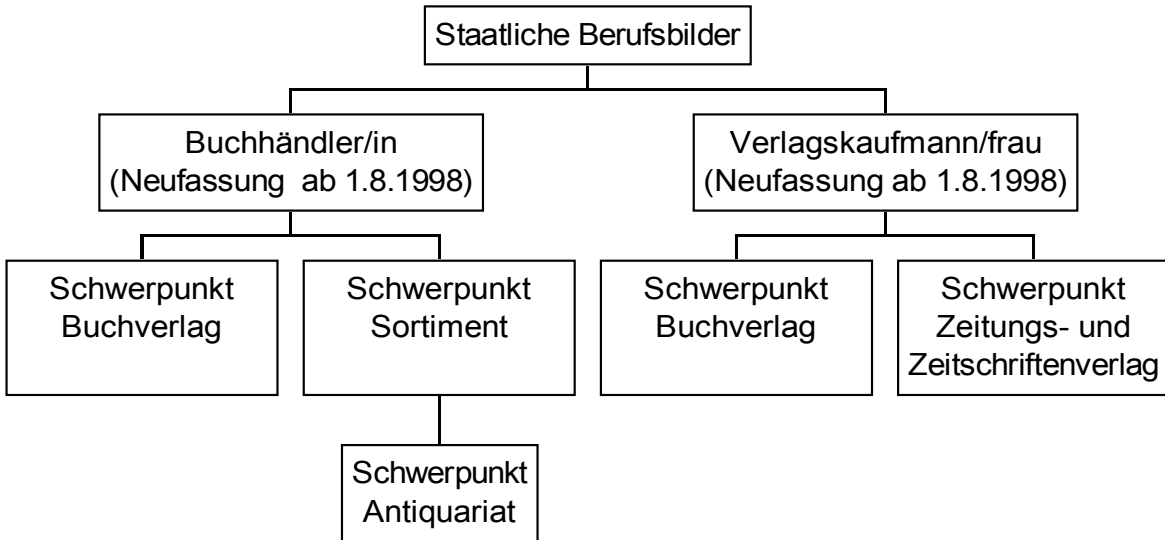 Staatliche Berufsbilder
Buchhändler/in
(Neufassung ab 1.8.1998)
Verlagskaufmann/frau
(Neufassung ab 1.8.1998)
Schwerpunkt
Buchverlag
Schwerpunkt
Sortiment
Schwerpunkt
Buchverlag
Schwerpunkt
Zeitungs- und
Zeitschriftenverlag
Schwerpunkt
Antiquariat